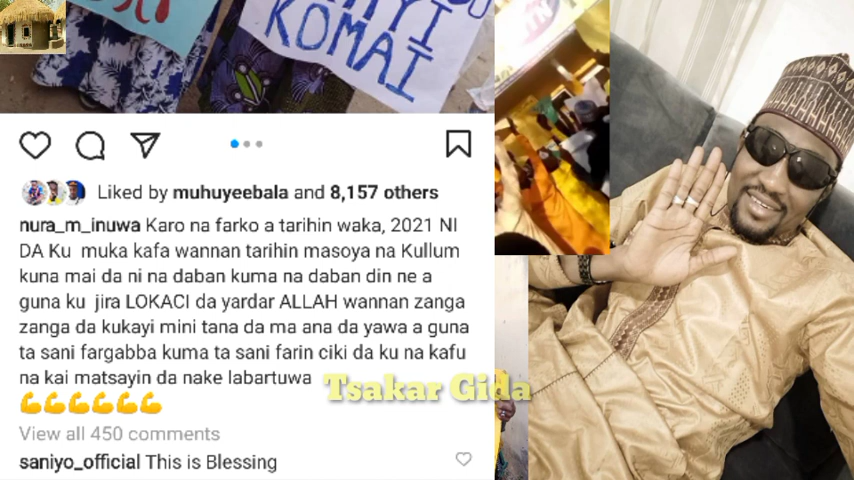 KOMAI
Liked by muhuyeebala and 8,157 others
nura_m_inuwa Karo na farko a tarihin waka, 2021 NI
DA Ku muka kafa wannan tarihin masoya na Kullum
kuna mai da ni na daban kuma na daban din ne a
guna ku jira LOKACI da yardar ALLAH wannan zanga
zanga da kukayi mini tana da ma ana da yawa a guna
ta sani fargabba kuma ta sani farin ciki da ku na kafu
na kai matsayin da nake labartuwa
💪💪💪💪💪💪
Tsakar Gida
View all 450 comments
saniyo_official This is Blessing